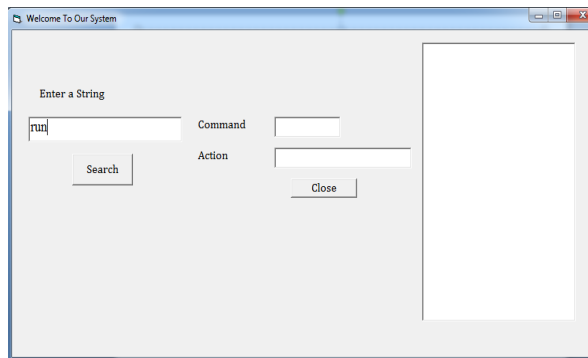 Welcome To Our System
Enter a String
run
Command
Search
Action
Close